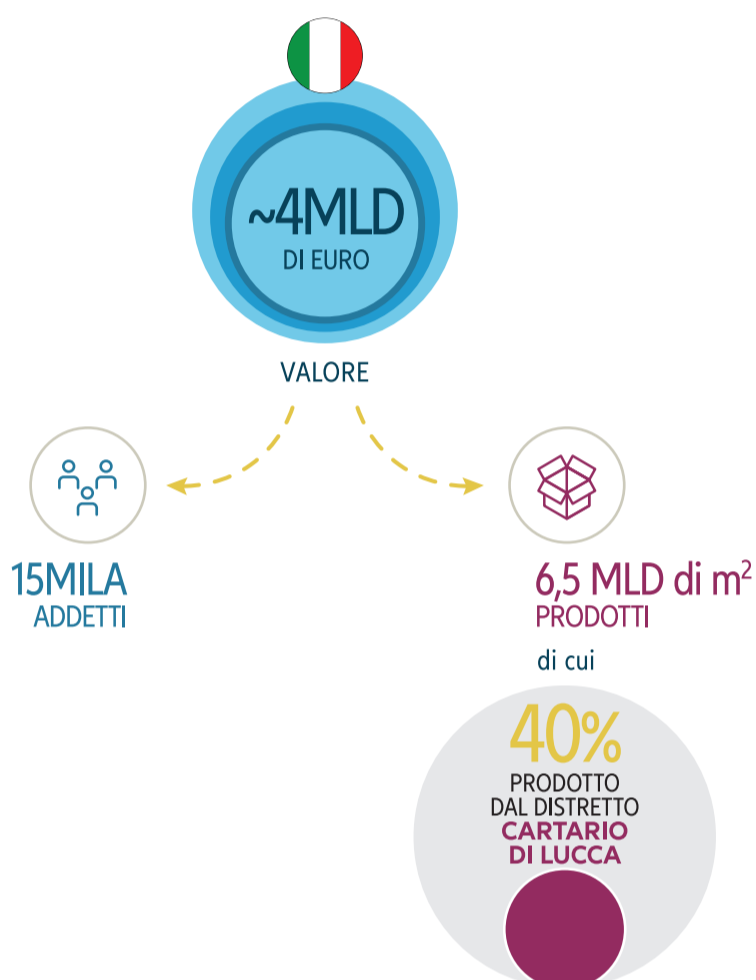 ~4MLD
DI EURO
VALORE
15MILA
ADDETTI
6,5 MLD di m²
PRODOTTI
di cui
40%
PRODOTTO
DAL DISTRETTO
CARTARIO
DI LUCCA